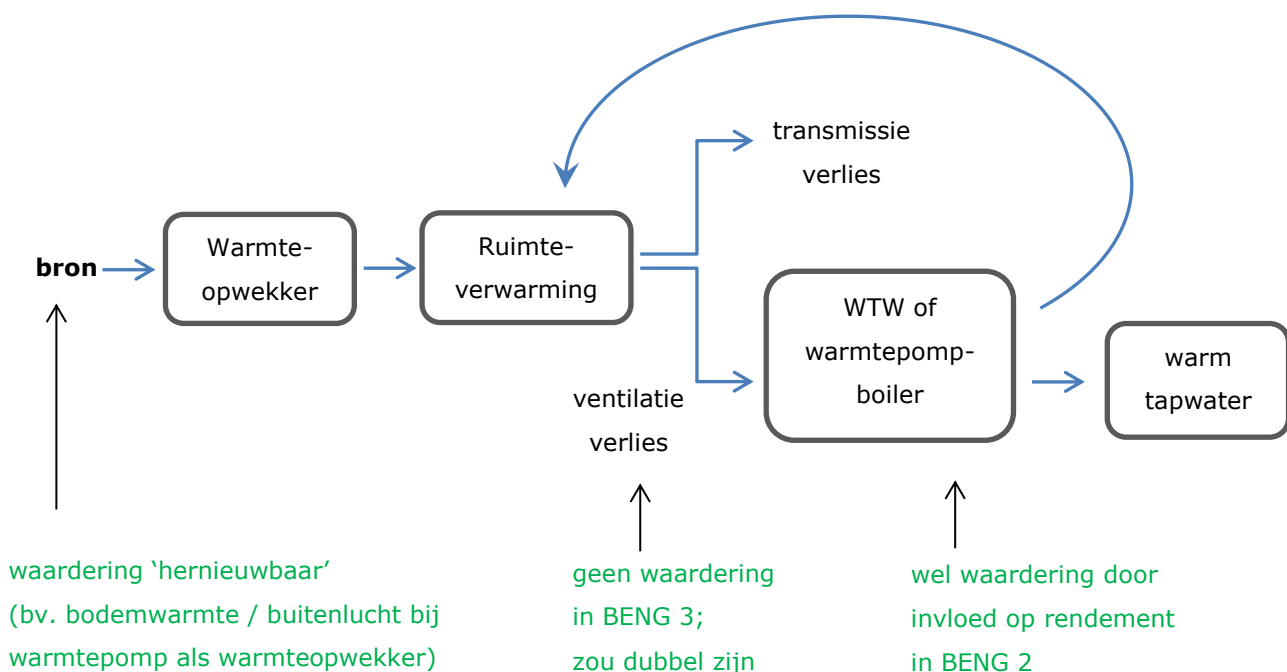 transmissie
verlies
bron
Warmte-
opwekker
Ruimte-
verwarming
WTW of
warmtepomp-
boiler
warm
tapwater
ventilatie
verlies
waardering ‘hernieuwbaar’
(bv. bodemwarmte / buitenlucht bij
warmtepomp als warmteopwekker)
geen waardering
in BENG 3;
zou dubbel zijn
wel waardering door
invloed op rendement
in BENG 2